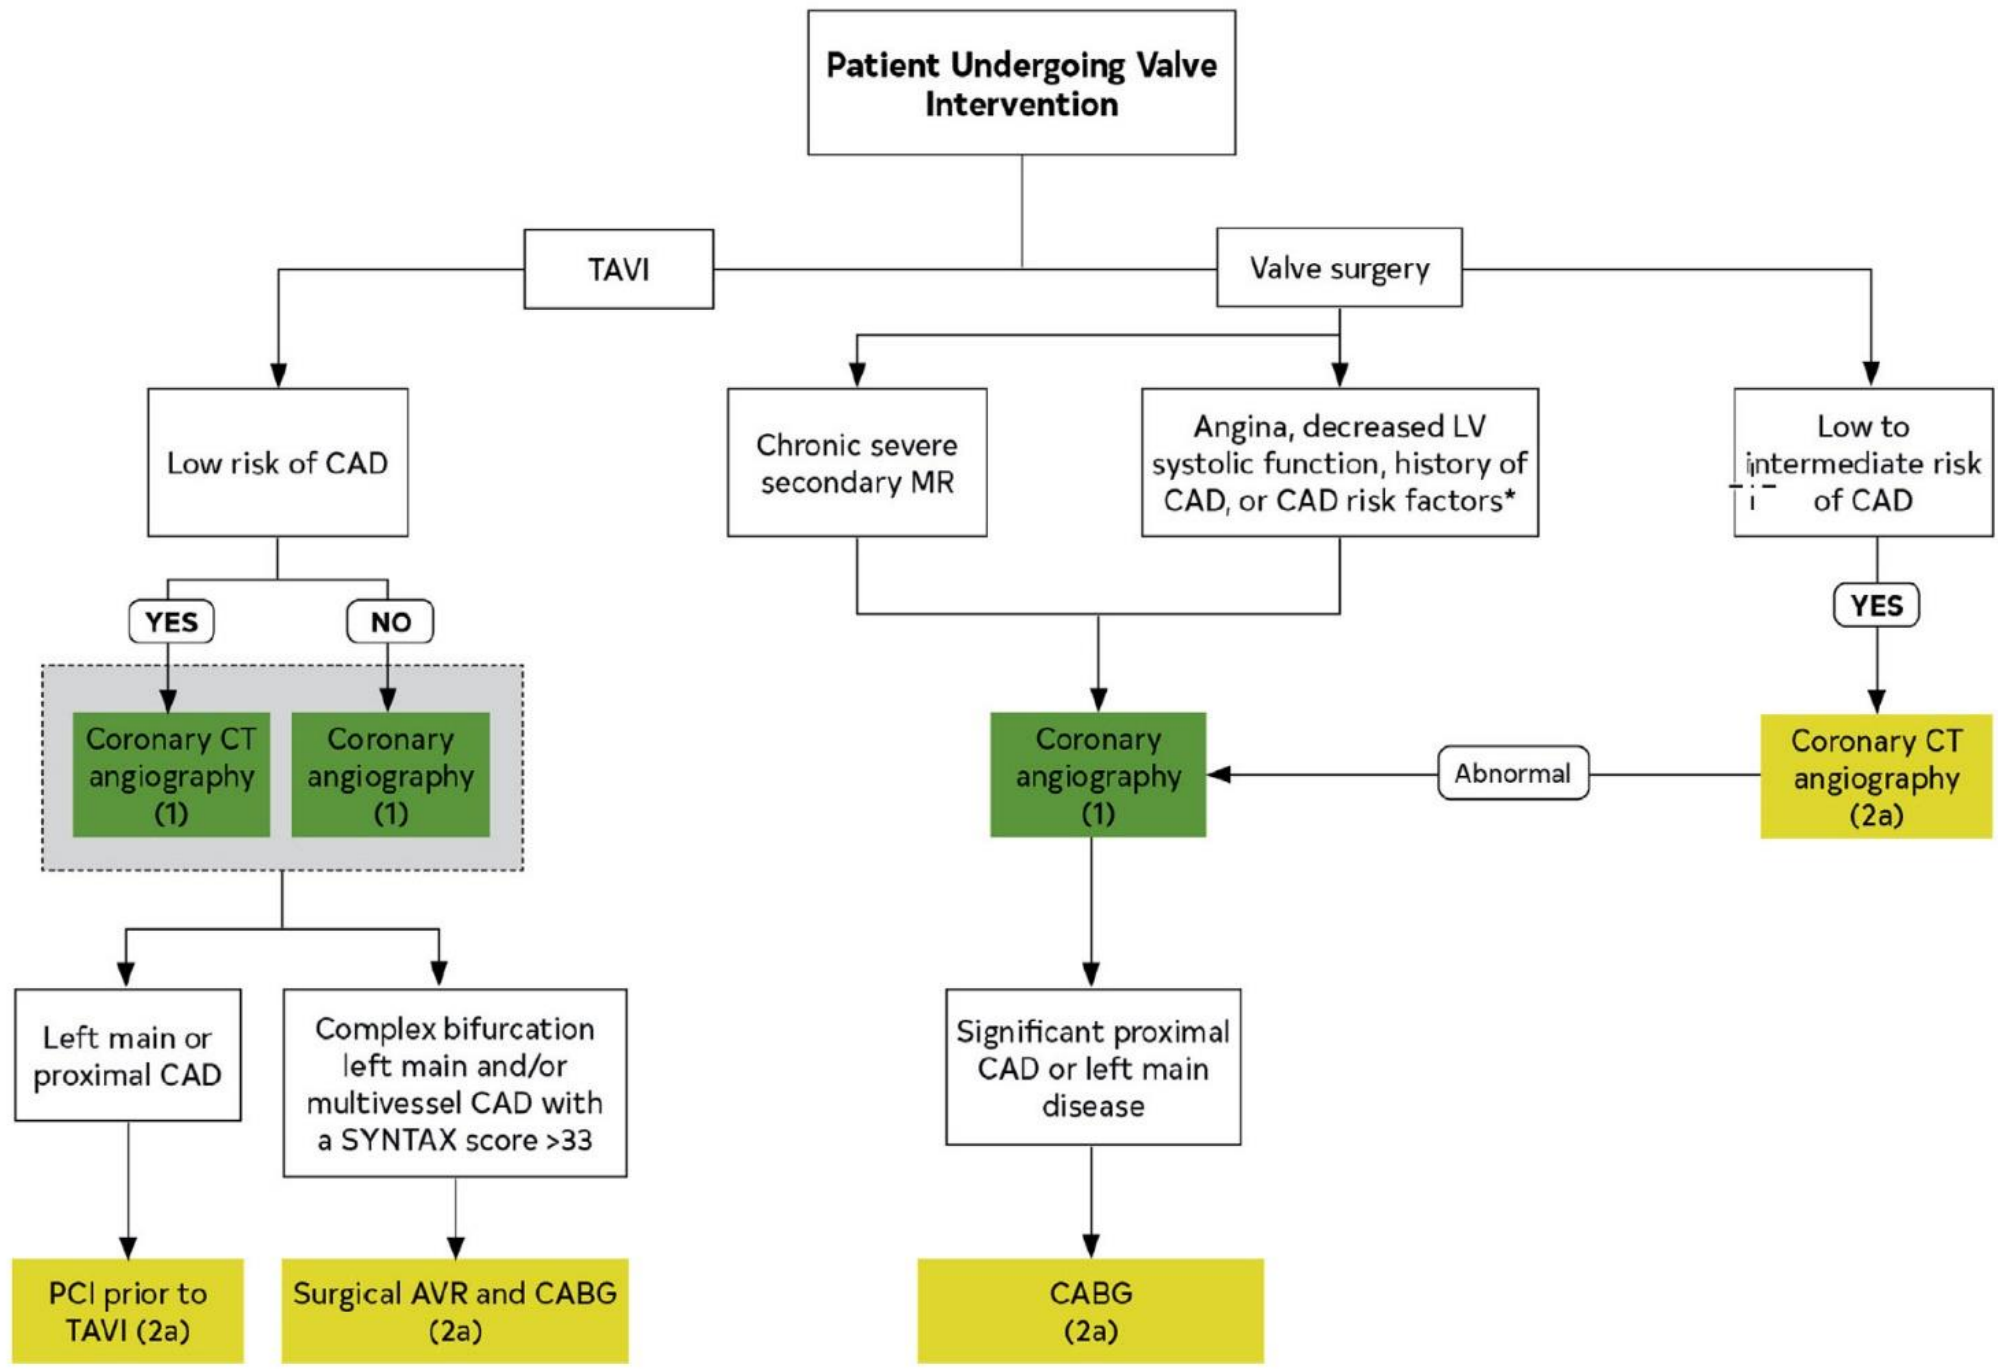 Patient Undergoing Valve
Intervention
TAVI
Valve surgery
Low risk of CAD
Chronic severe
secondary MR
Angina, decreased LV
systolic function, history of
CAD, or CAD risk factors*
Low to
intermediate risk
of CAD
YES
NO
YES
Coronary CT
angiography
(1)
Coronary
angiography
(1)
Coronary
angiography
(1)
Abnormal
Coronary CT
angiography
(2a)
Left main or
proximal CAD
Complex bifurcation
left main and/or
multivessel CAD with
a SYNTAX score >33
Significant proximal
CAD or left main
disease
PCI prior to
TAVI (2a)
Surgical AVR and CABG
(2a)
CABG
(2a)